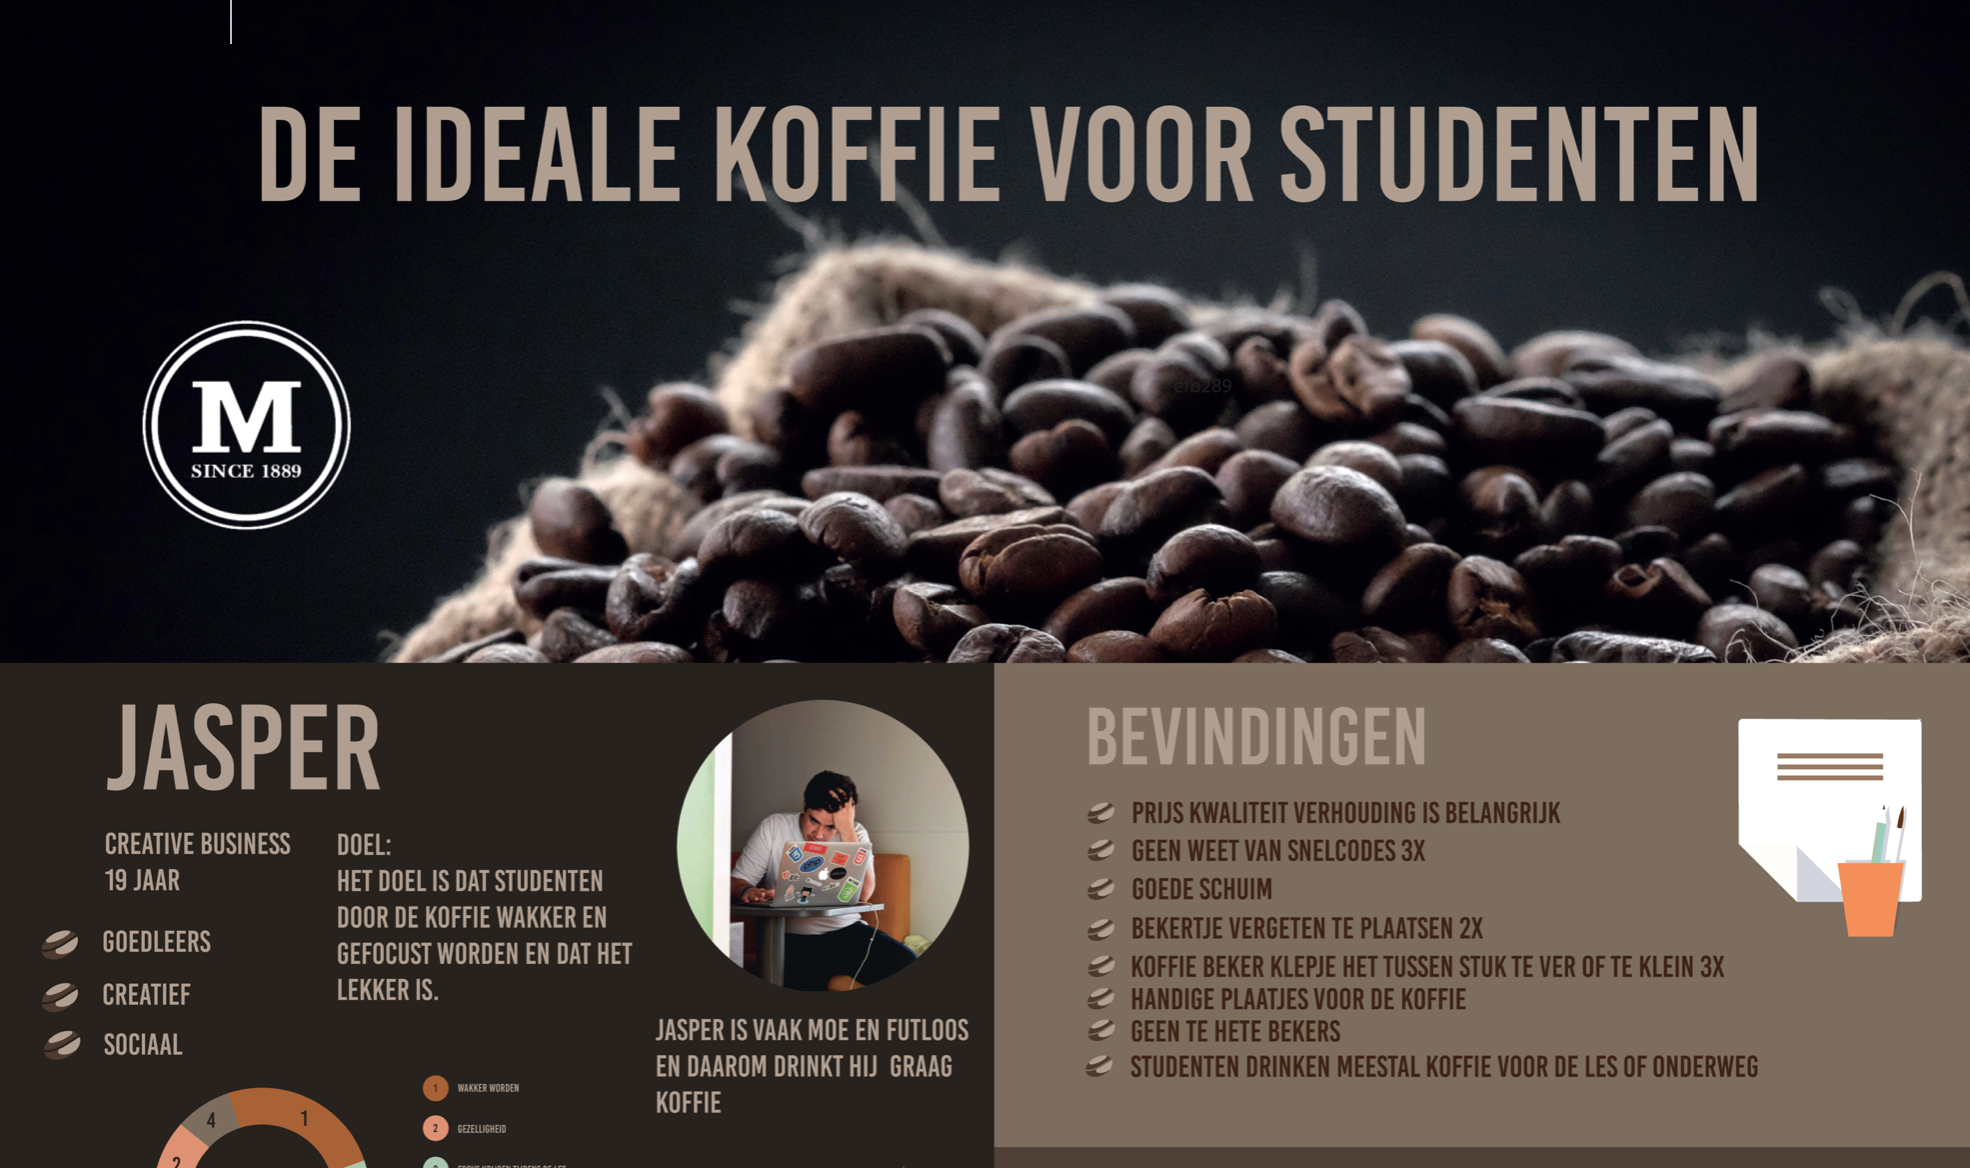 DE IDEALE KOFFIE VOOR STUDENTEN
M
SINCE 1889
efb289
JASPER
CREATIVE BUSINESS
19 JAAR
GOEDLEERS
CREATIEF
SOCIAAL
DOEL:
HET DOEL IS DAT STUDENTEN
DOOR DE KOFFIE WAKKER EN
GEFOCUST WORDEN EN DAT HET
LEKKER IS.
JASPER IS VAAK MOE EN FUTLOOS
EN DAAROM DRINKT HIJ GRAAG
KOFFIE
4
1
2
1 WAKKER WORDEN
2 GEZELLIGHEID
BEVINDINGEN
PRIJS KWALITEIT VERHOUDING IS BELANGRIJK
GEEN WEET VAN SNELCODES 3X
GOEDE SCHUIM
BEKERTJE VERGETEN TE PLAATSEN 2X
KOFFIE BEKER KLEPJE HET TUSSEN STUK TE VER OF TE KLEIN 3X
HANDIGE PLAATJES VOOR DE KOFFIE
GEEN TE HETE BEKERS
STUDENTEN DRINKEN MEESTAL KOFFIE VOOR DE LES OF ONDERWEG